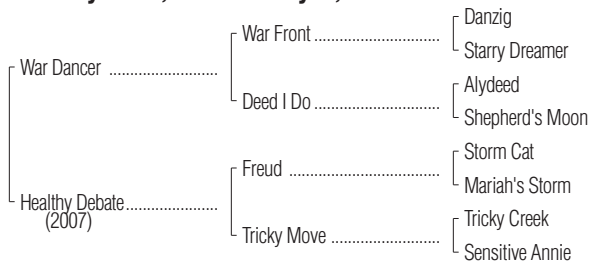 War Dancer ........................
War Front ............................
Danzig
Starry Dreamer
Deed I Do ............................
Alydeed
Shepherd's Moon
Healthy Debate....................
(2007)
Freud ..................................
Storm Cat
Mariah's Storm
Tricky Move ........................
Tricky Creek
Sensitive Annie